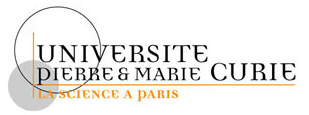 UNIVERSITE
PIERRE & MARIE CURIE
LA SCIENCE A PARIS